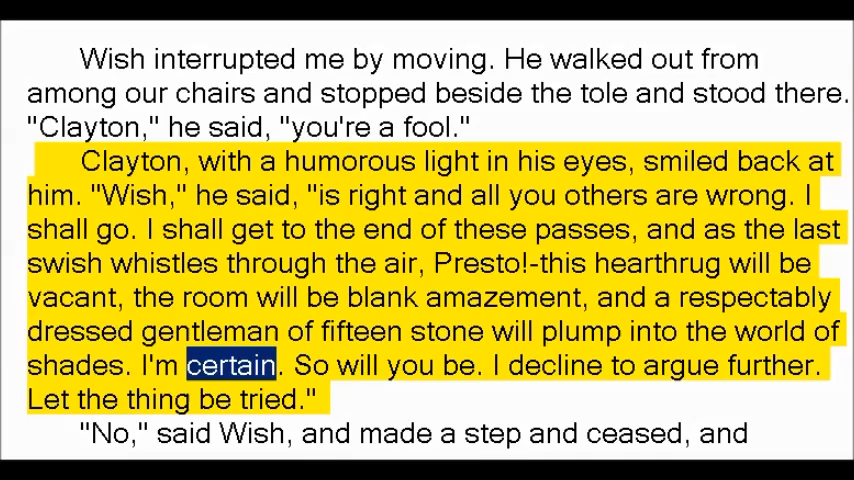 Wish interrupted me by moving. He walked out from
among our chairs and stopped beside the tole and stood there.
"Clayton," he said, "you're a fool."
Clayton, with a humorous light in his eyes, smiled back at
him. "Wish," he said, "is right and all you others are wrong. I
shall go. I shall get to the end of these passes, and as the last
swish whistles through the air, Presto!-this hearthrug will be
vacant, the room will be blank amazement, and a respectably
dressed gentleman of fifteen stone will plump into the world of
shades. I'm certain. So will you be. I decline to argue further.
Let the thing be tried."
"No," said Wish, and made a step and ceased, and